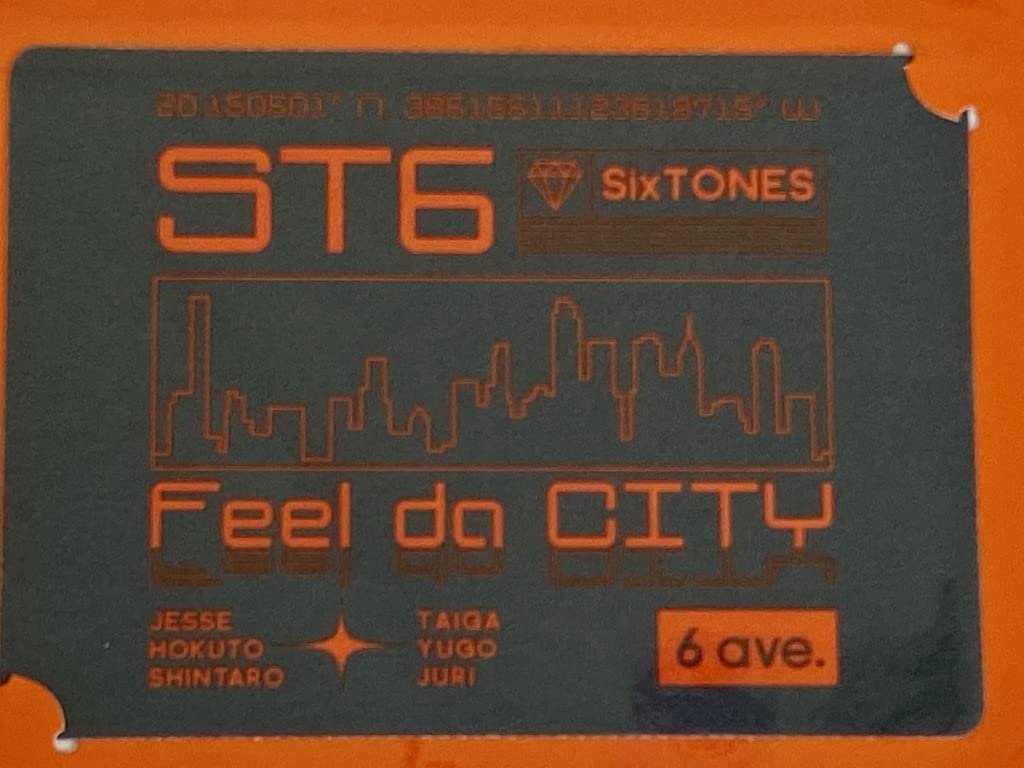 ST6 SixTONES
Feel da CITY
JESSE TAIGA
HOKUTO YUGO
SHINTARO JURI
6 ave.